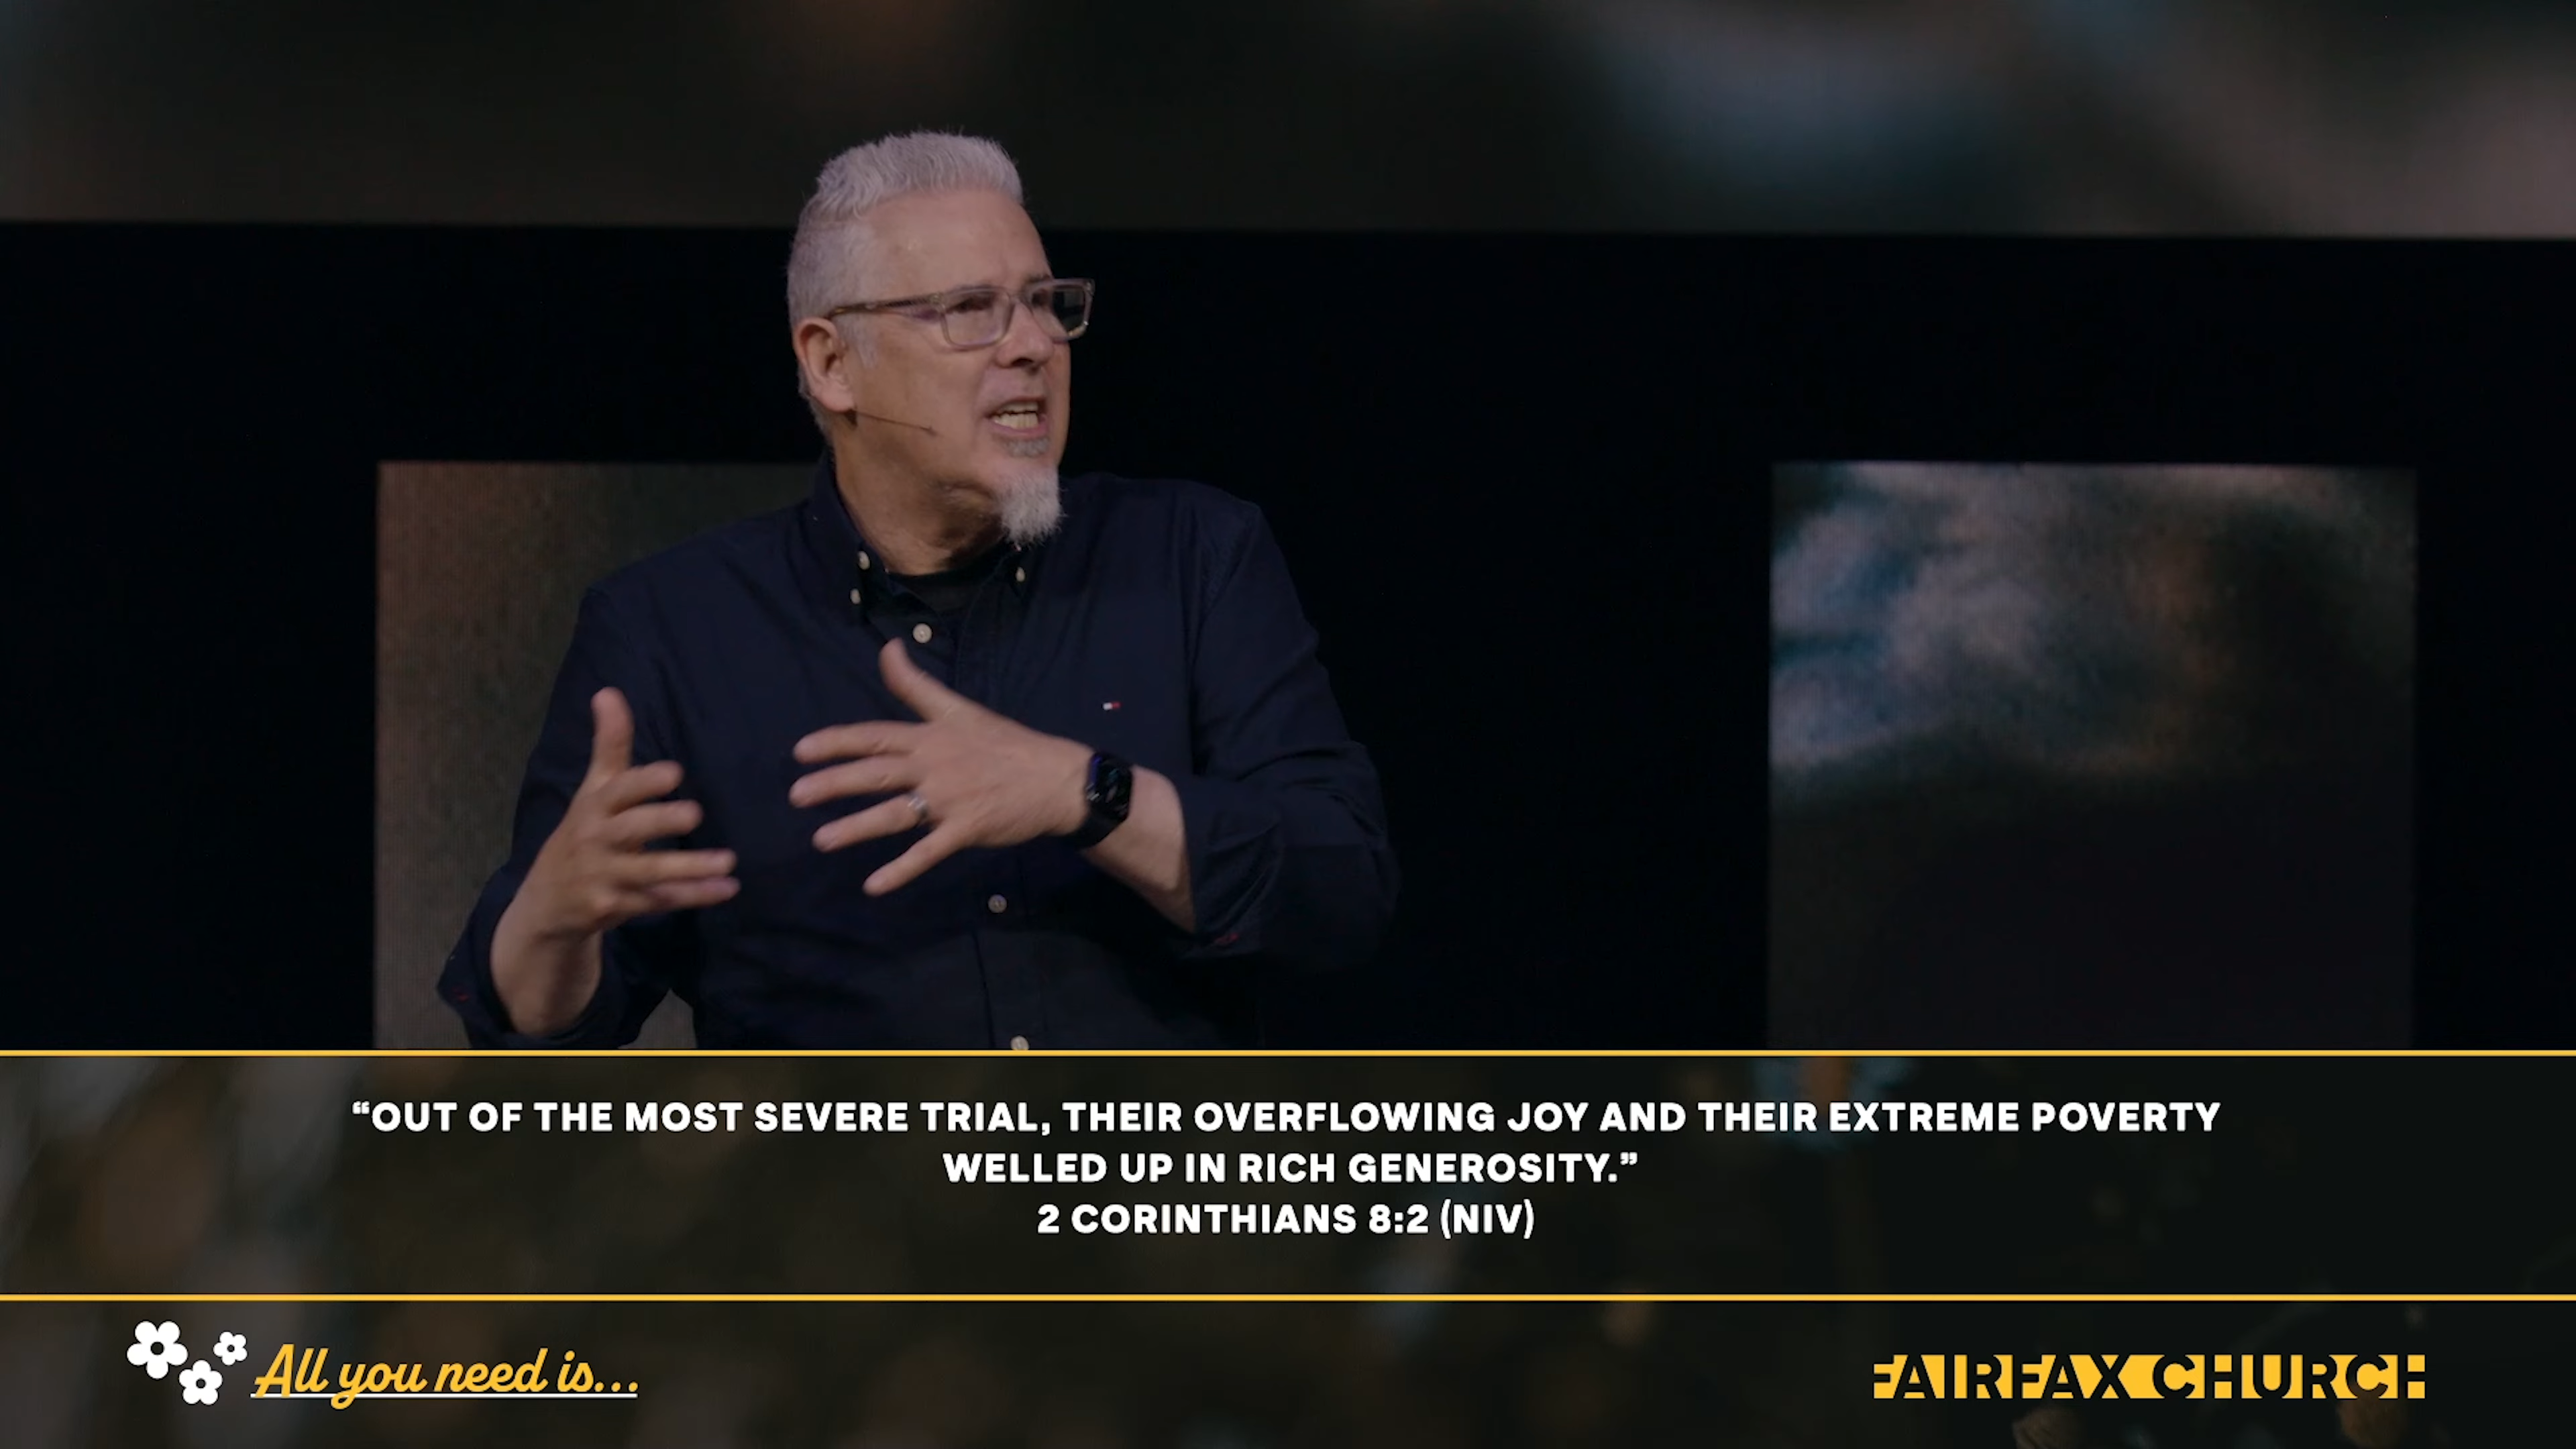 “OUT OF THE MOST SEVERE TRIAL, THEIR OVERFLOWING JOY AND THEIR EXTREME POVERTY
WELLED UP IN RICH GENEROSITY.”
2 CORINTHIANS 8:2 (NIV)
All you need is...
FAIRFAX CHURCH